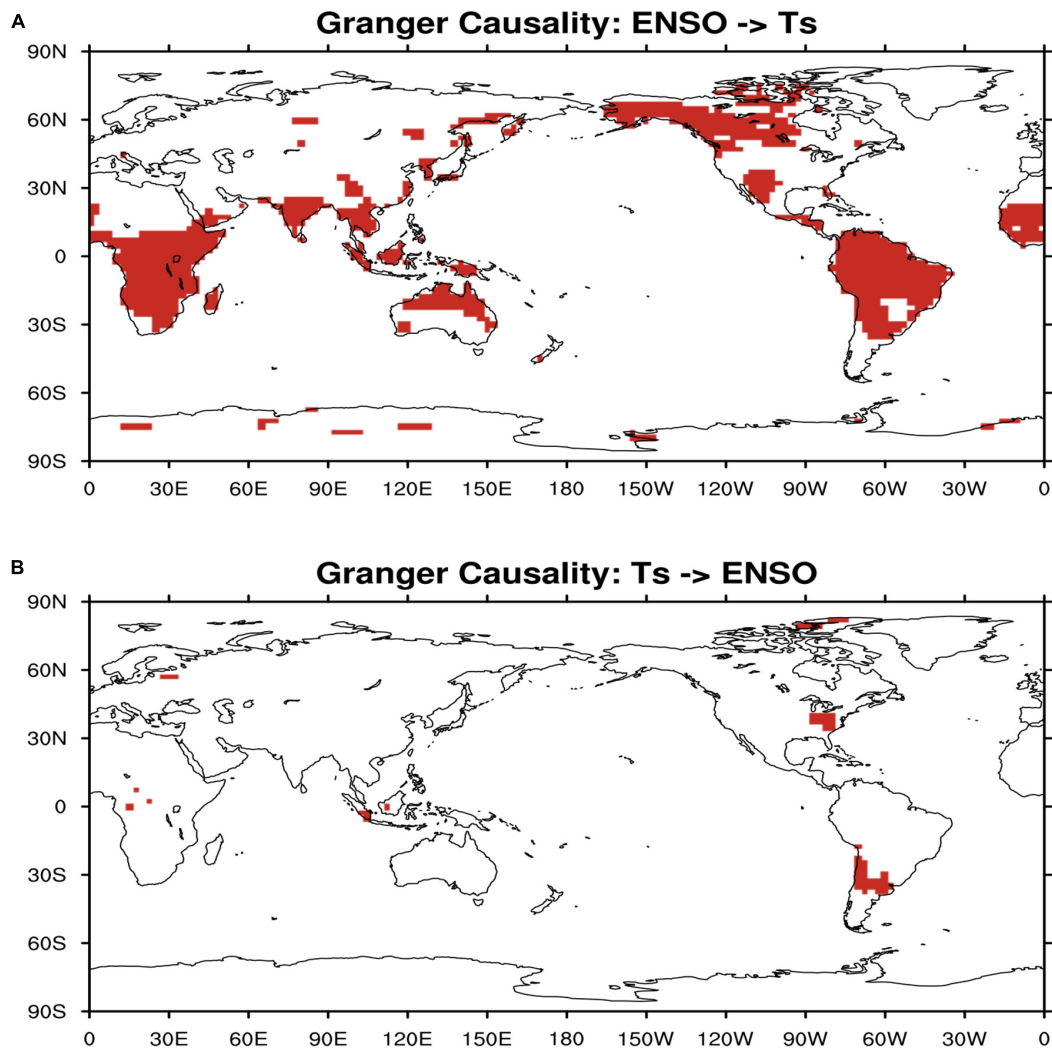 A
Granger Causality: ENSO -> Ts
90N
60N
30N
0
30S
60S
90S
0 30E 60E 90E 120E 150E 180 150W 120W 90W 60W 30W 0
B
Granger Causality: Ts -> ENSO
90N
60N
30N
0
30S
60S
90S
0 30E 60E 90E 120E 150E 180 150W 120W 90W 60W 30W 0